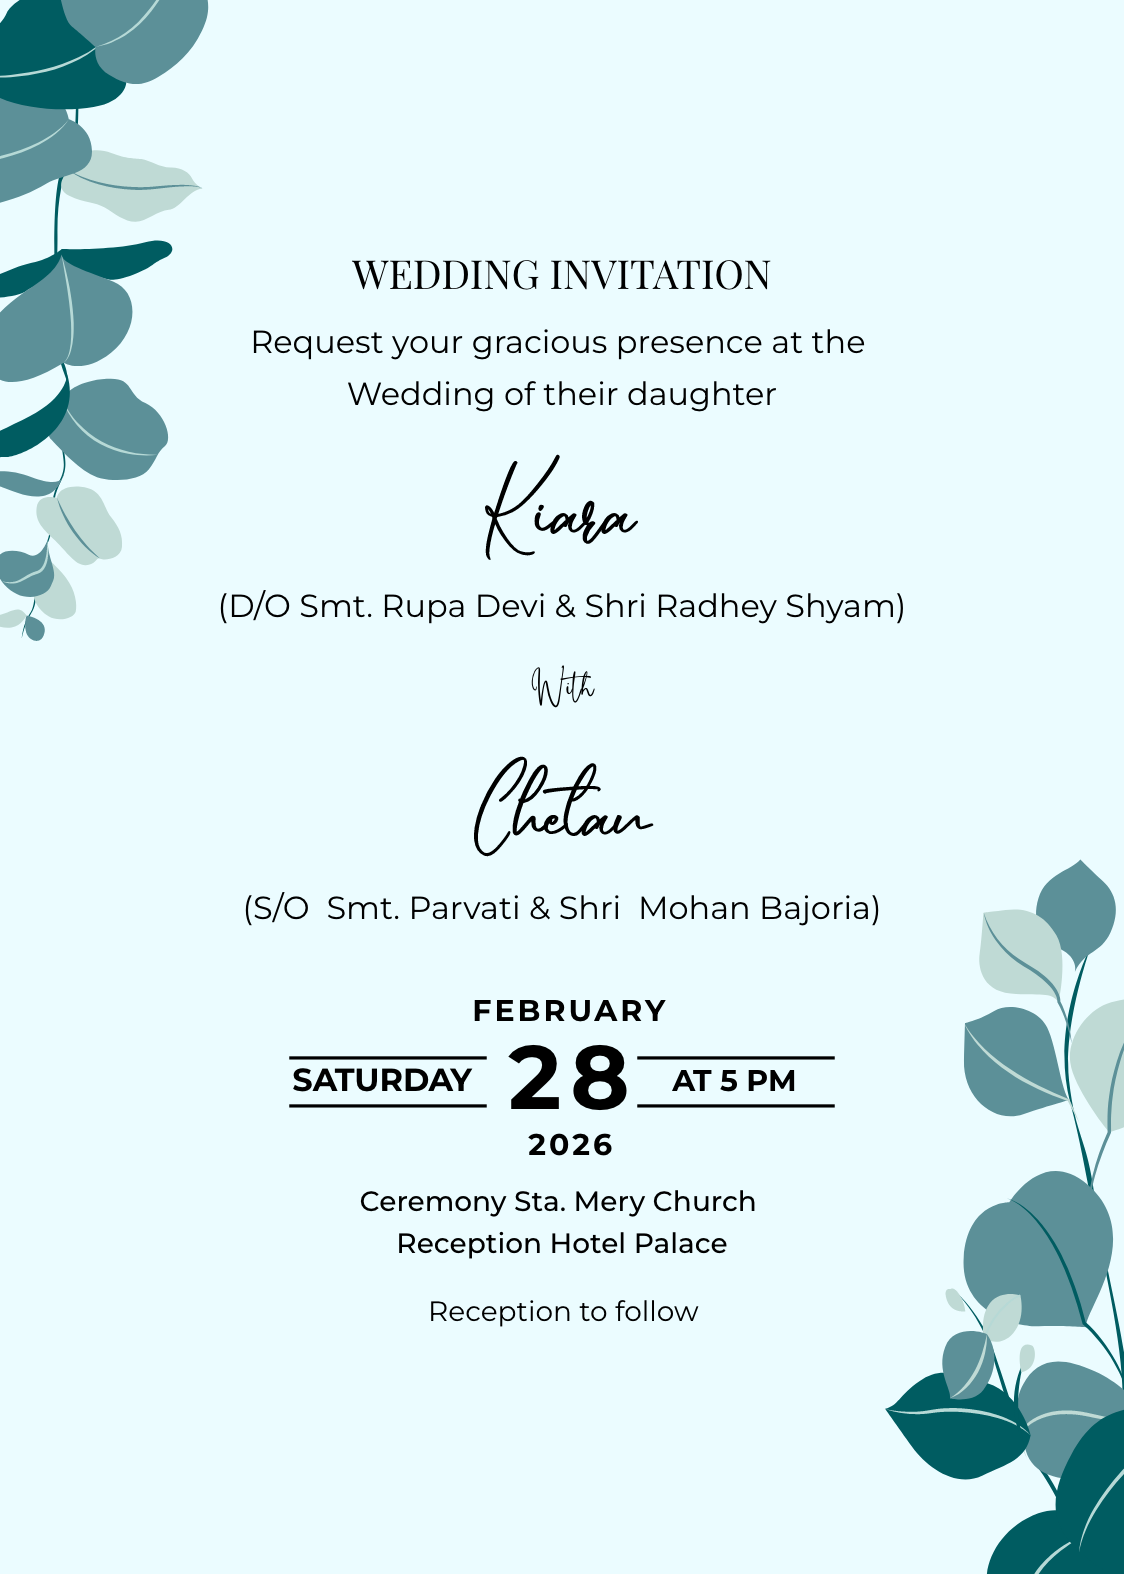 WEDDING INVITATION
Request your gracious presence at the
Wedding of their daughter
Kiara
(D/O Smt. Rupa Devi & Shri Radhey Shyam)
With
Chetan
(S/O  Smt. Parvati & Shri  Mohan Bajoria)
FEBRUARY
SATURDAY 28 AT 5 PM
2026
Ceremony Sta. Mery Church
Reception Hotel Palace
Reception to follow